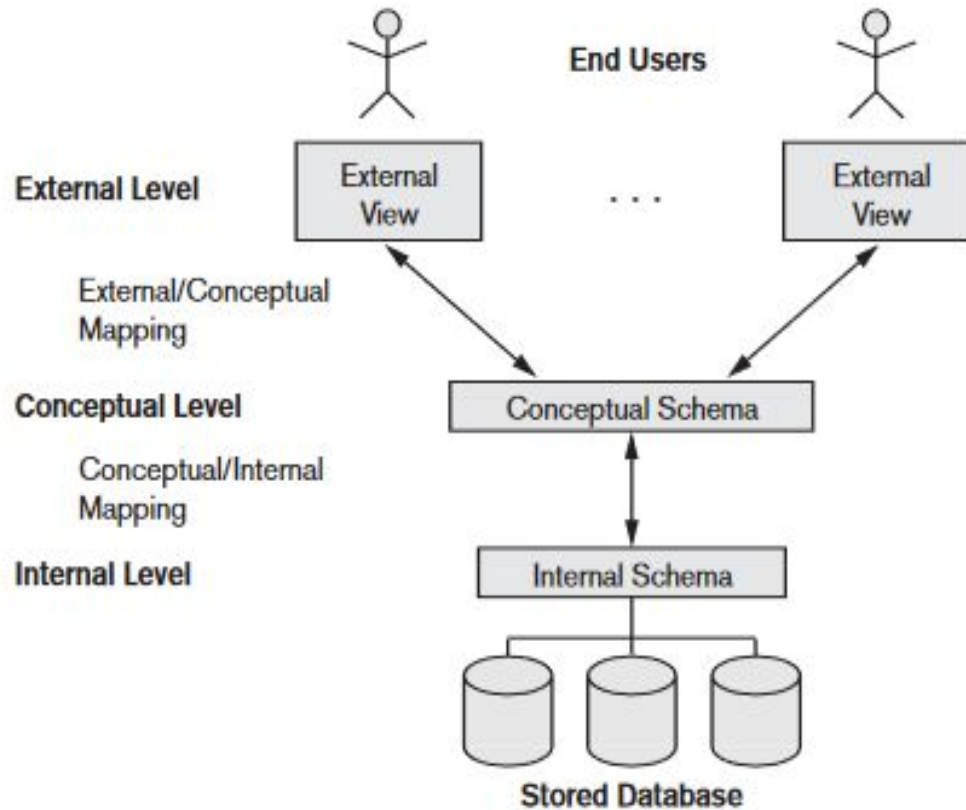 End Users
External Level
External
View
. . .
External
View
External/Conceptual
Mapping
Conceptual Level
Conceptual Schema
Conceptual/Internal
Mapping
Internal Level
Internal Schema
Stored Database